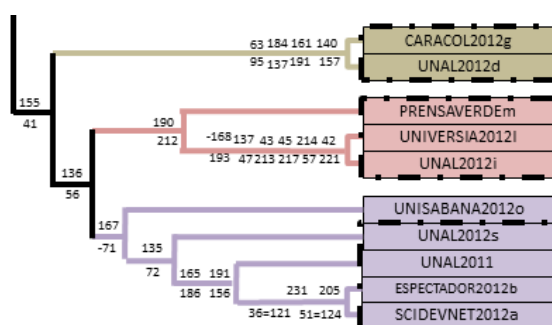 63 184 161 140
95 137 191 157
CARACOL2012g
UNAL2012d
155
41
190
212
-168 137 43 45 214 42
193 47 213 217 57 221
PRENSAVERDEm
UNIVERSIA2012l
UNAL2012i
136
56
167
-71
UNISABANA2012o
135
72
UNAL2012s
165 191
186 156
UNAL2011
231 205
36=121 51=124
ESPECTADOR2012b
SCIDEVNET2012a